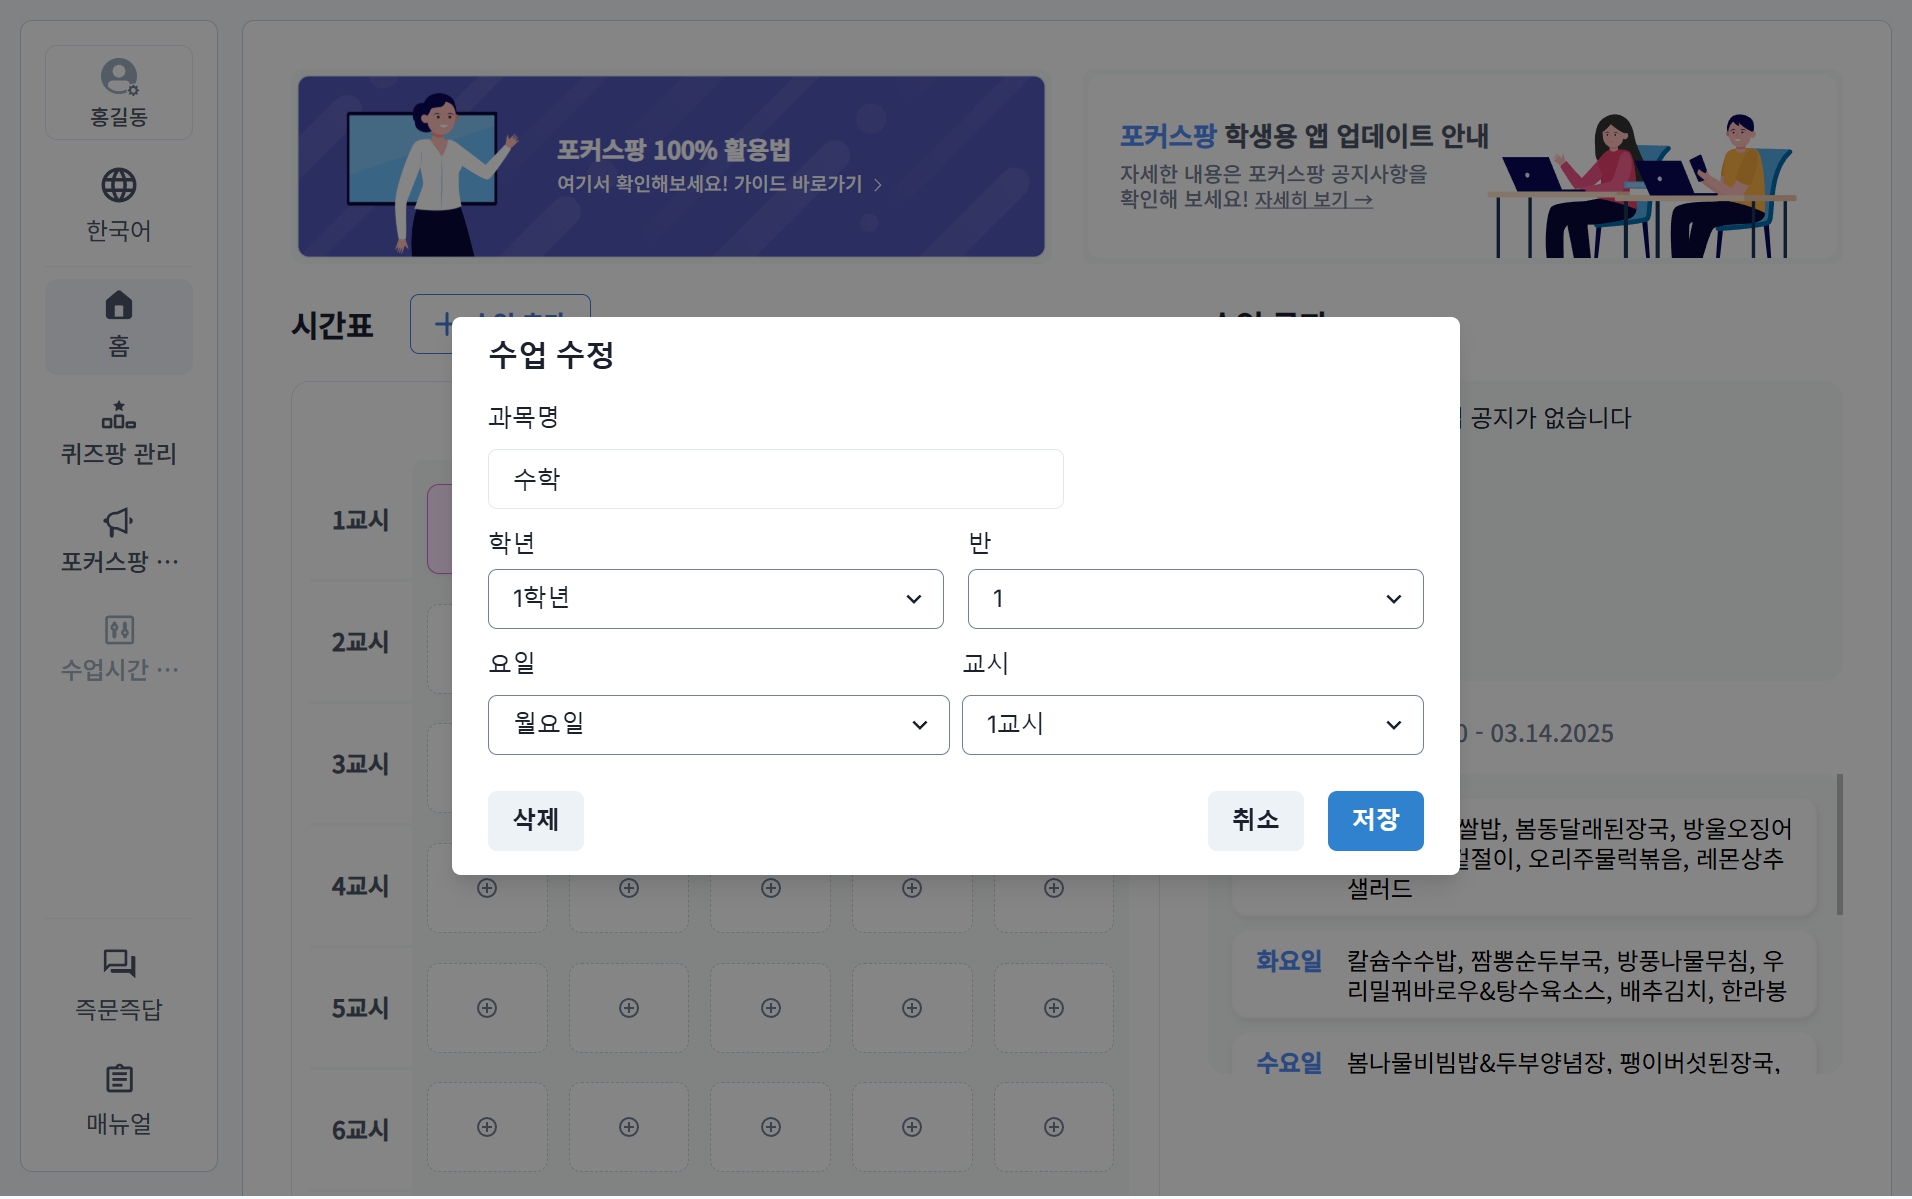 홍길동
한국어
홈
퀴즈팡 관리
포커스팡 ···
수업시간 ···
즉문즉답
매뉴얼
포커스팡 100% 활용법
여기서 확인해보세요! 가이드 바로가기
포커스팡 학생용 앱 업데이트 안내
자세한 내용은 포커스팡 공지사항을
확인해 보세요! 자세히 보기 →
시간표
1교시
2교시
3교시
4교시
5교시
6교시
수업 수정
과목명
수학
학년
반
1학년
1
요일
교시
월요일
1교시
삭제
취소
저장
공지가 없습니다
- 03.14.2025
쌀밥, 봄동달래된장국, 방울오징어
오리주물럭볶음, 레몬상추
샐러드
화요일
칼슘수수밥, 짬뽕순두부국, 방풍나물무침, 우
리밀꿔바로우&탕수육소스, 배추김치, 한라봉
수요일
봄나물비빔밥&두부양념장, 팽이버섯된장국,